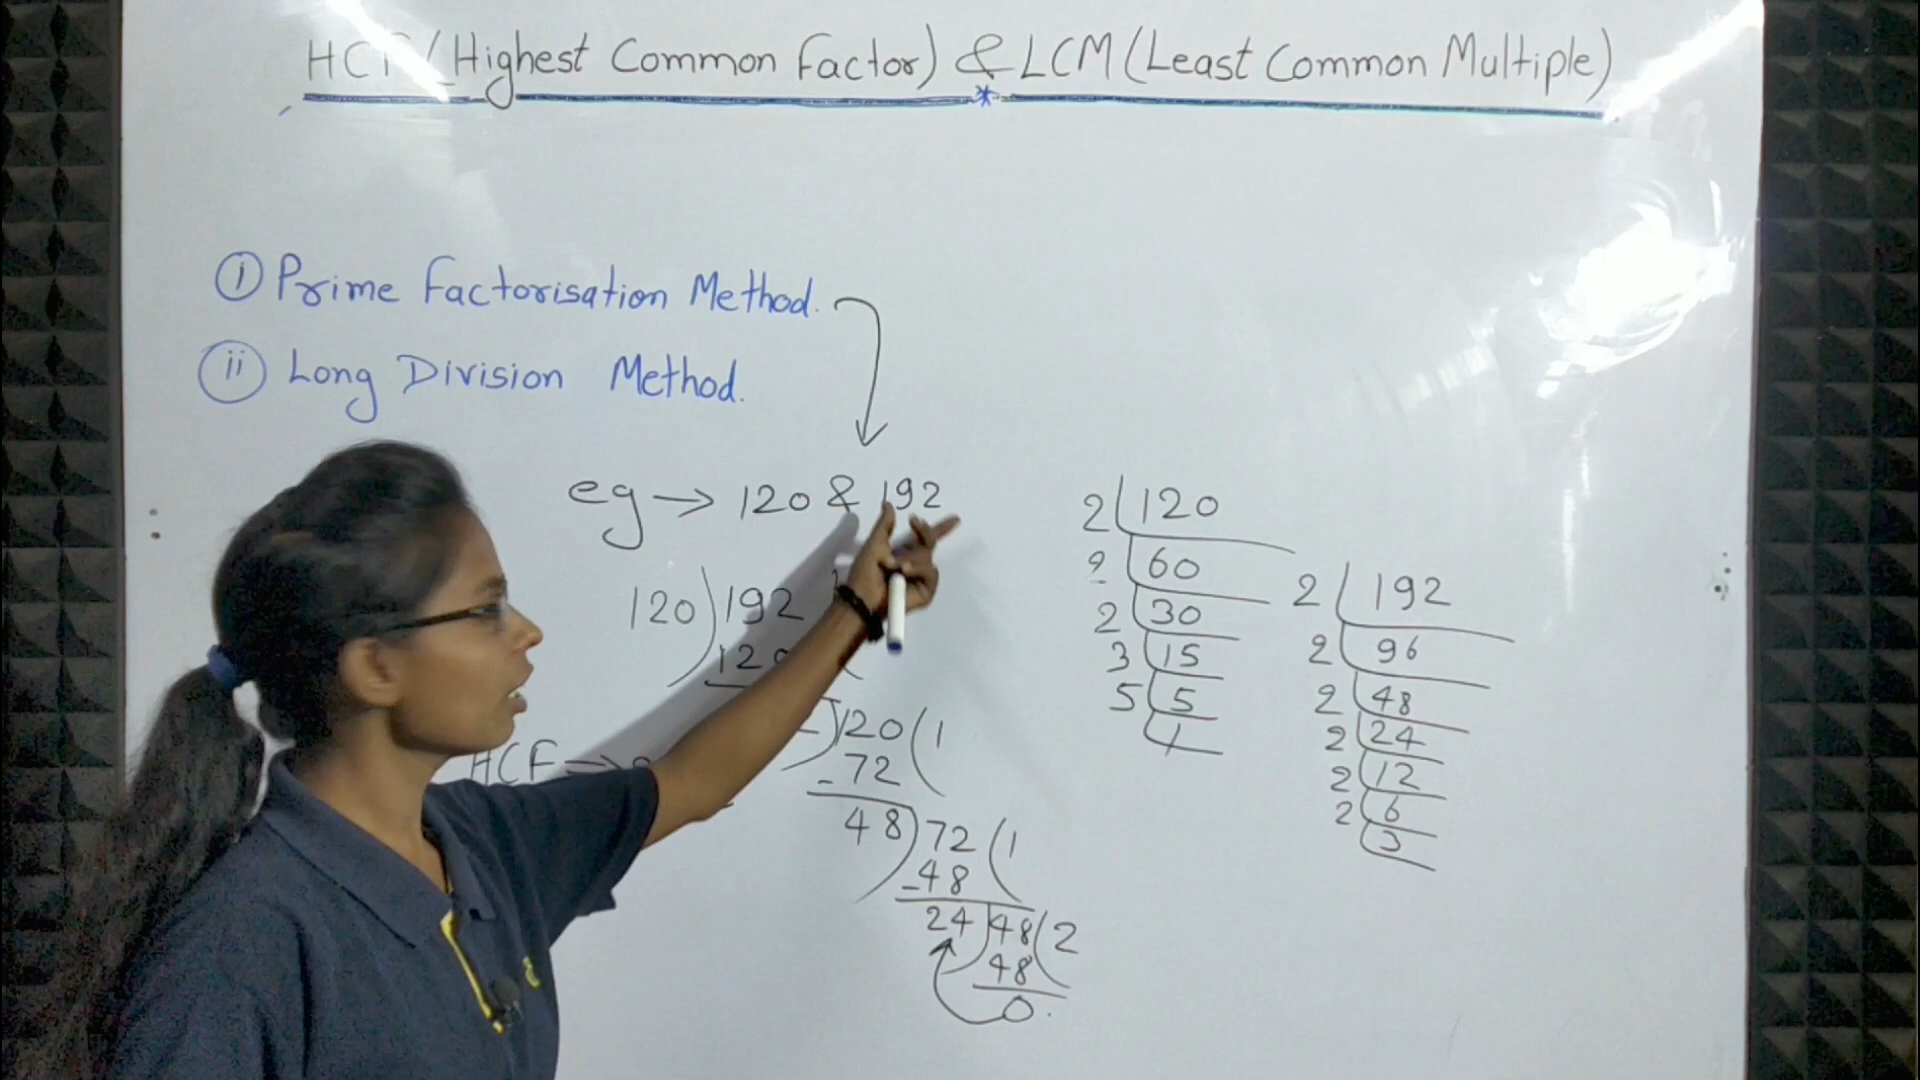 HCF (Highest Common Factor) & LCM (Least Common Multiple)
i Prime Factorisation Method.
ii Long Division Method.
eg → 120 & 192
120) 192
120
) 120 ( 1
- 72
48 ) 72 ( 1
- 48
24 ) 48 ( 2
48
0
HCF →
2 | 120
2 | 60
2 | 30
3 | 15
5 | 5
1
2 | 192
2 | 96
2 | 48
2 | 24
2 | 12
2 | 6
3